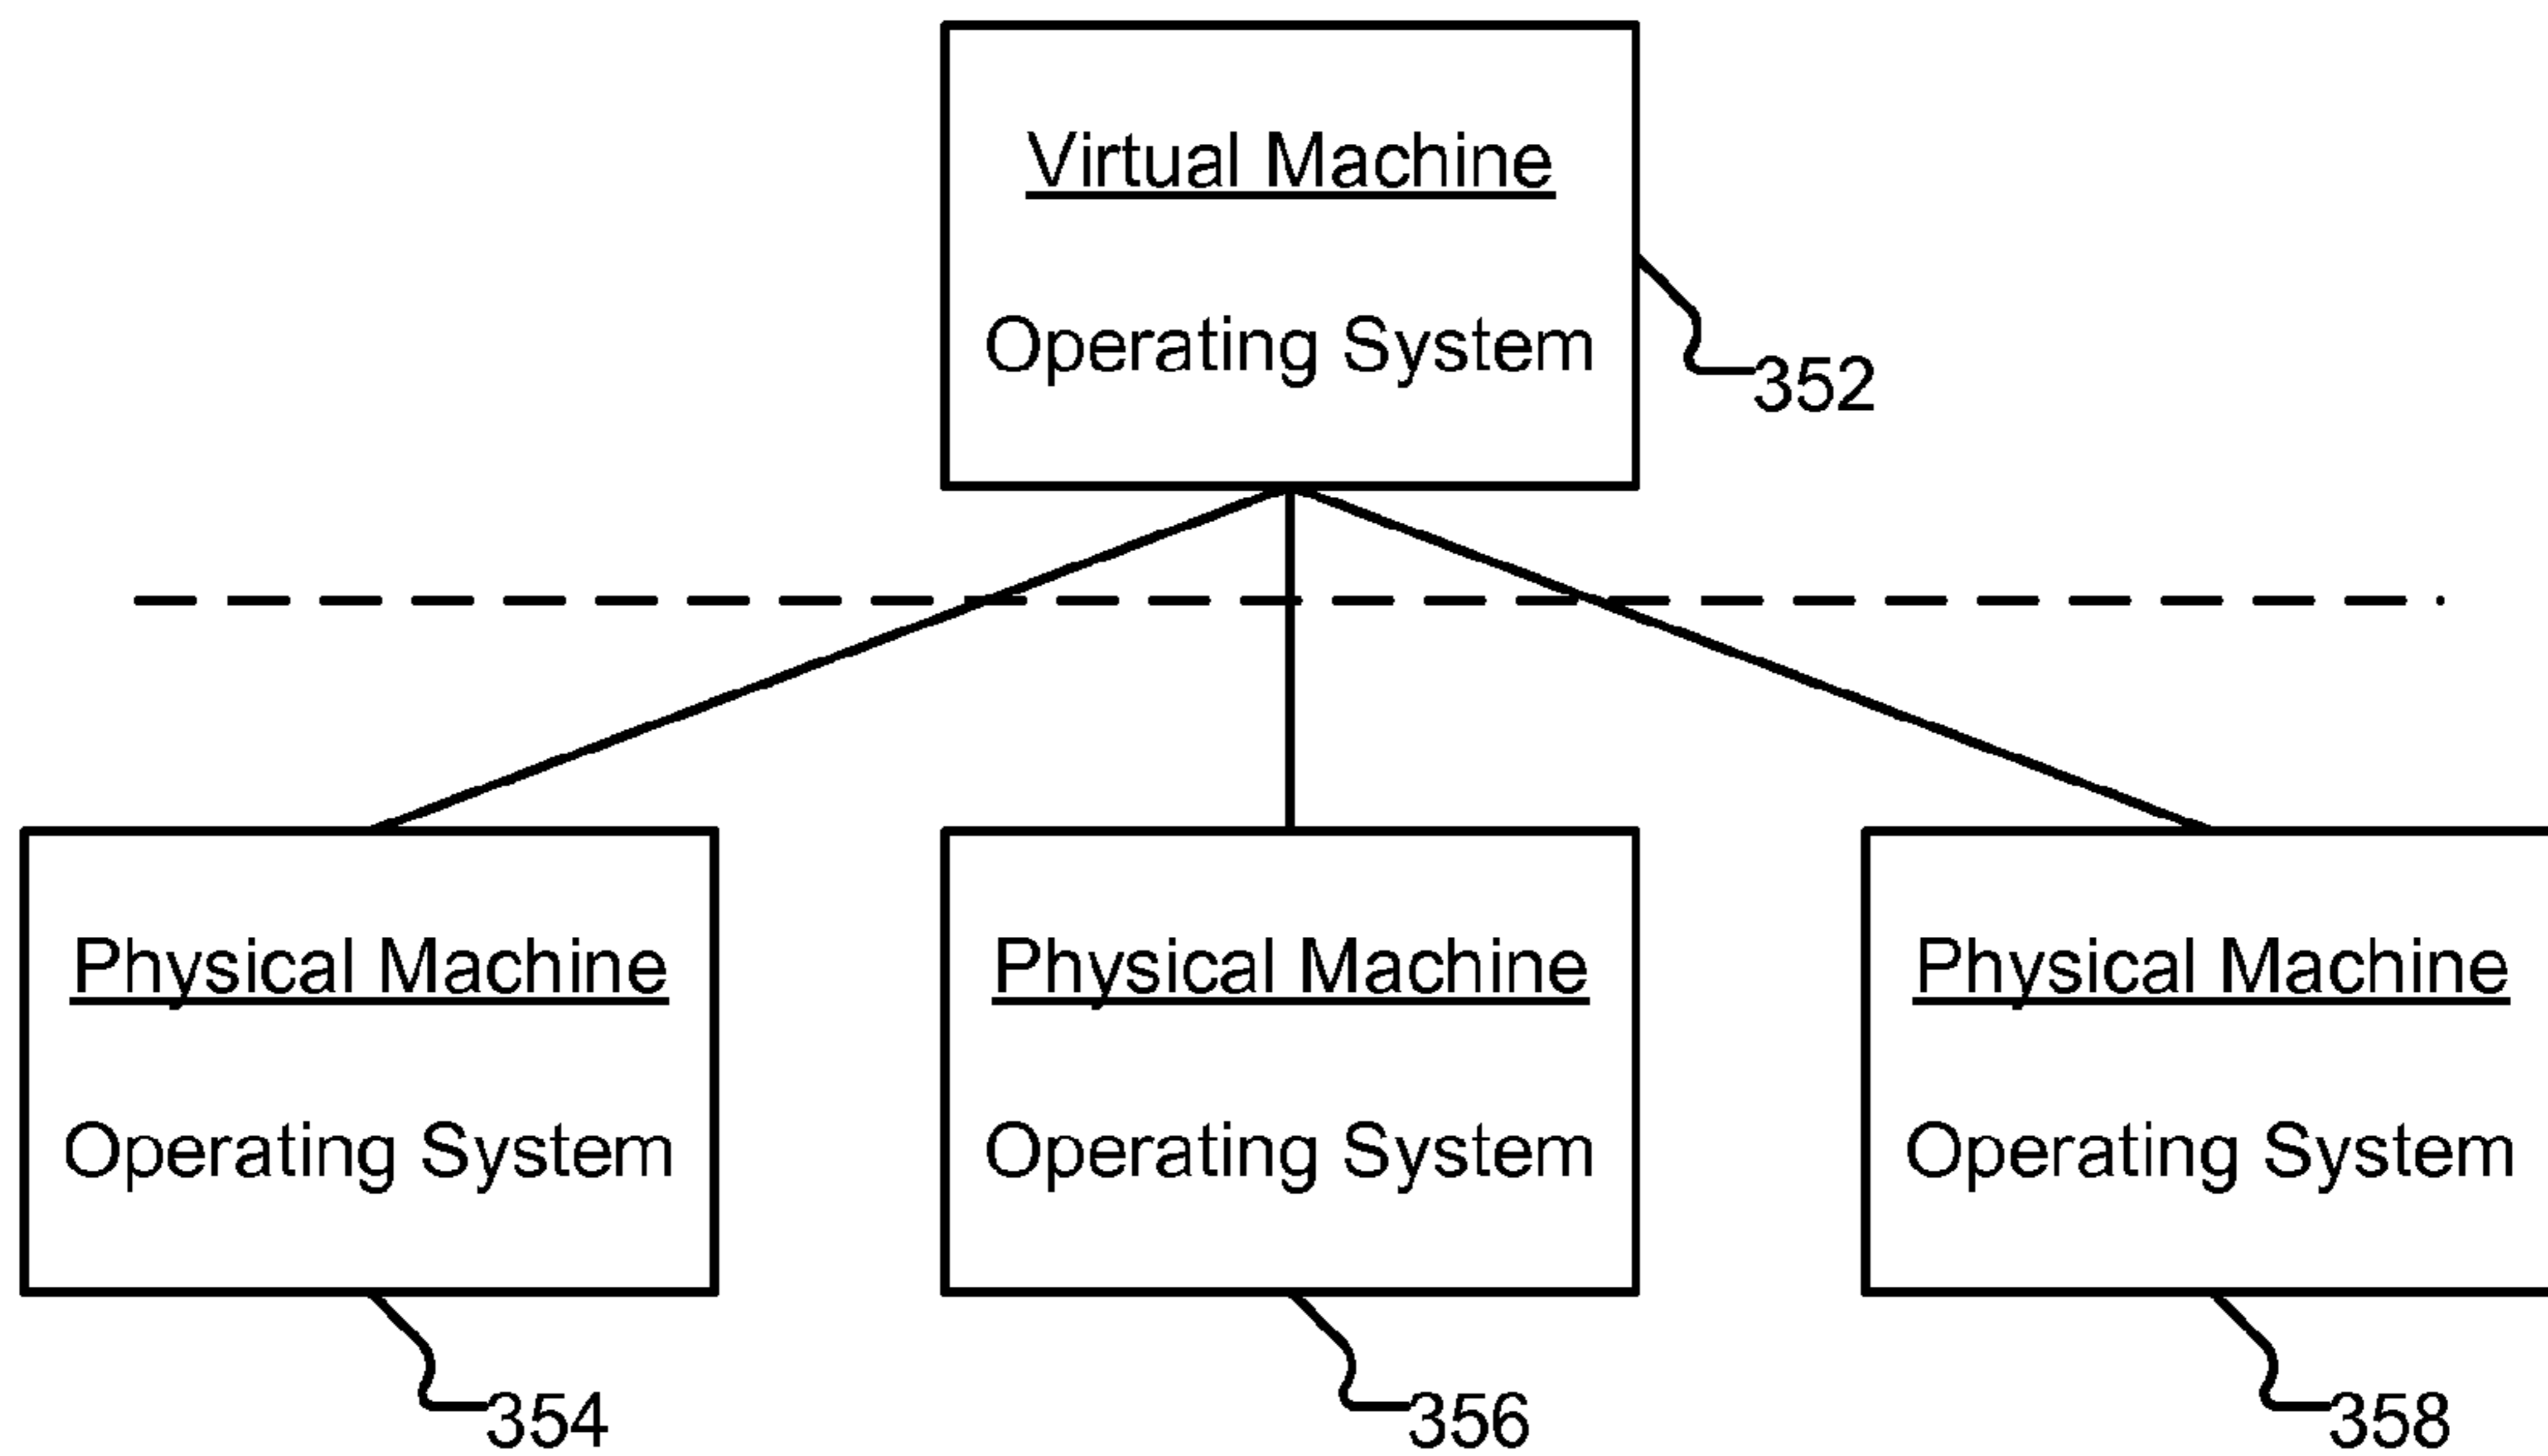 Virtual Machine
Operating System
352
Physical Machine
Operating System
354
Physical Machine
Operating System
356
Physical Machine
Operating System
358